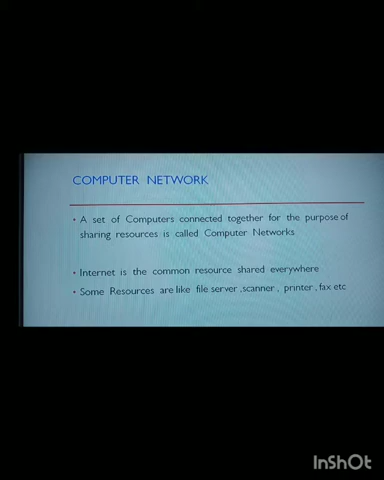 COMPUTER NETWORK
• A set of Computers connected together for the purpose of
sharing resources is called Computer Networks
• Internet is the common resource shared everywhere
• Some Resources are like file server ,scanner , printer ,fax etc
InShOt